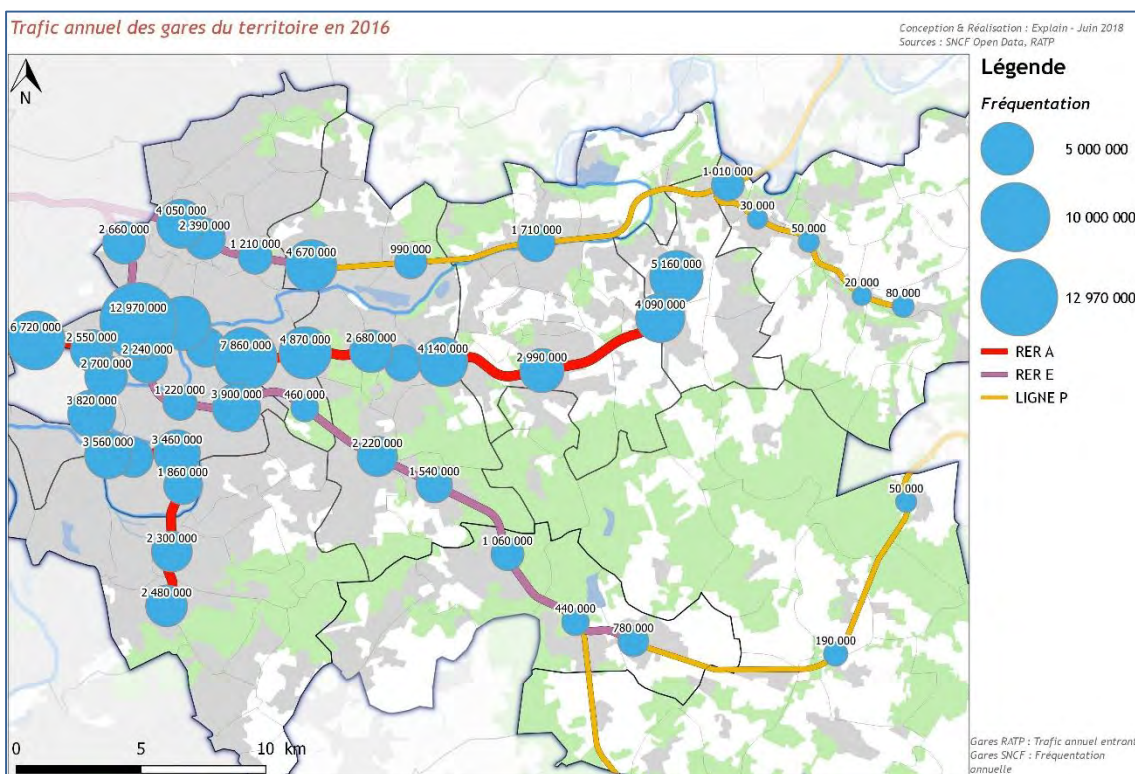 Trafic annuel des gares du territoire en 2016
Conception & Réalisation : Explain - Juin 2018
Sources : SNCF Open Data, RATP
N
Légende
Fréquentation
5 000 000
10 000 000
12 970 000
RER A
RER E
LIGNE P
1 010 000
30 000
4 050 000
2 390 000
2 660 000
1 710 000
50 000
1 210 000
990 000
4 670 000
5 160 000
20 000
80 000
4 090 000
12 970 000
6 720 000
2 550 000
7 860 000
4 870 000
2 680 000
2 240 000
4 140 000
2 990 000
2 700 000
1 220 000
3 900 000
460 000
3 820 000
3 560 000
3 460 000
2 220 000
1 860 000
1 540 000
50 000
2 300 000
1 060 000
2 480 000
440 000
780 000
190 000
0 5 10 km
Gares RATP : Trafic annuel entrant
Gares SNCF : Fréquentation
annuelle